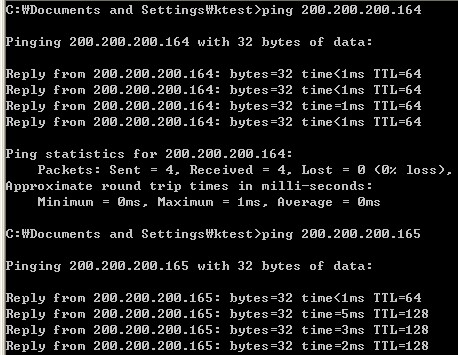 C:₩Documents and Settings₩ktest>ping 200.200.200.164
Pinging 200.200.200.164 with 32 bytes of data:
Reply from 200.200.200.164: bytes=32 time<1ms TTL=64
Reply from 200.200.200.164: bytes=32 time<1ms TTL=64
Reply from 200.200.200.164: bytes=32 time=1ms TTL=64
Reply from 200.200.200.164: bytes=32 time<1ms TTL=64
Ping statistics for 200.200.200.164:
Packets: Sent = 4, Received = 4, Lost = 0 (0% loss),
Approximate round trip times in milli-seconds:
Minimum = 0ms, Maximum = 1ms, Average = 0ms
C:₩Documents and Settings₩ktest>ping 200.200.200.165
Pinging 200.200.200.165 with 32 bytes of data:
Reply from 200.200.200.165: bytes=32 time<1ms TTL=64
Reply from 200.200.200.165: bytes=32 time=5ms TTL=128
Reply from 200.200.200.165: bytes=32 time=3ms TTL=128
Reply from 200.200.200.165: bytes=32 time=2ms TTL=128